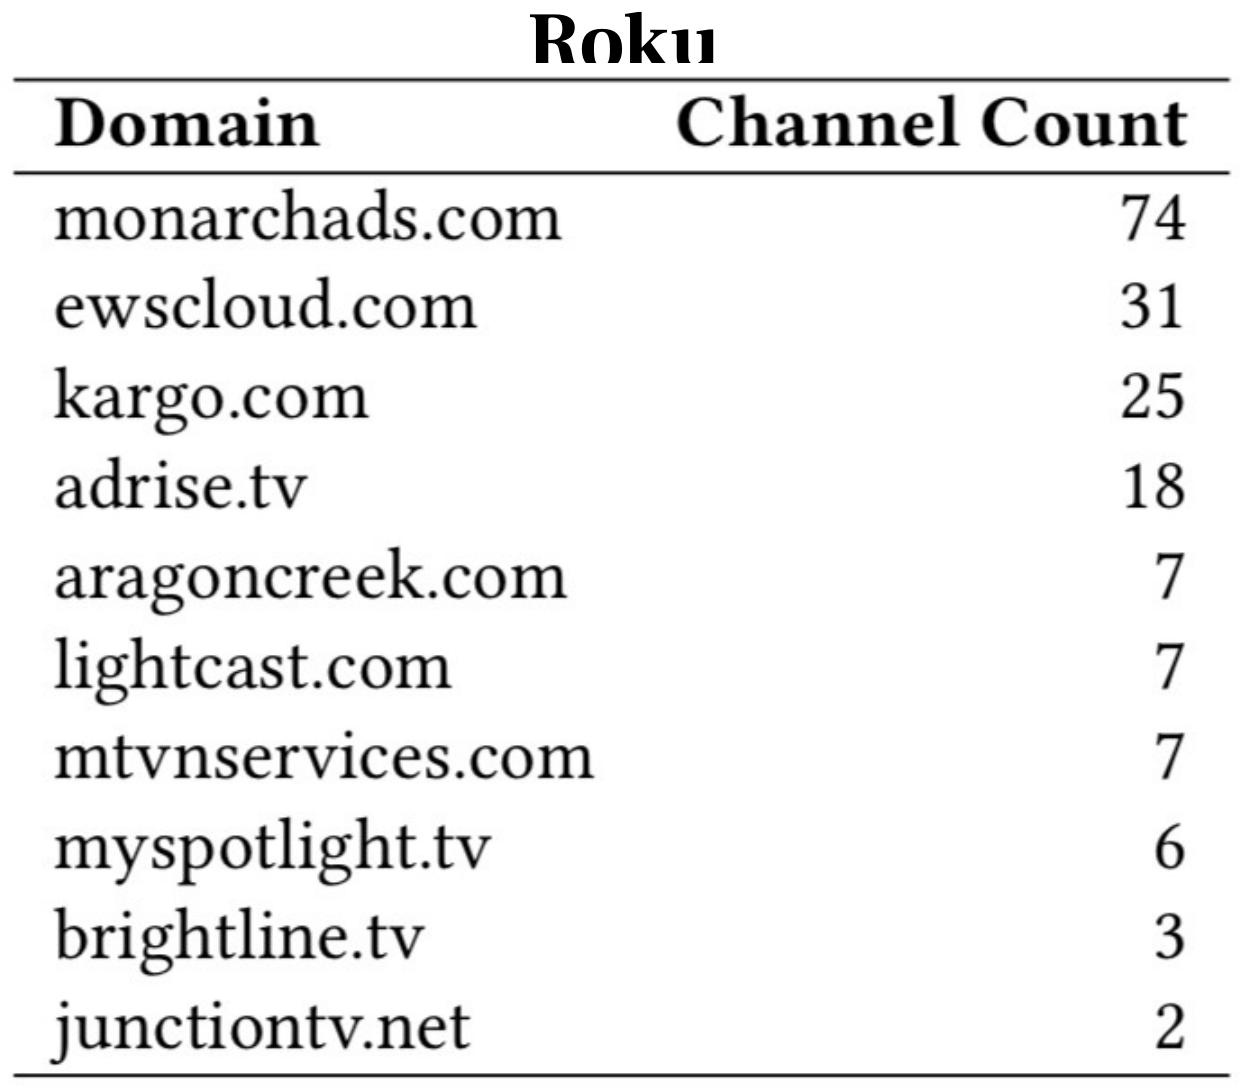 Roku
Domain Channel Count
monarchads.com 74
ewscloud.com 31
kargo.com 25
adrise.tv 18
aragoncreek.com 7
lightcast.com 7
mtvnservices.com 7
myspotlight.tv 6
brightline.tv 3
junctiontv.net 2